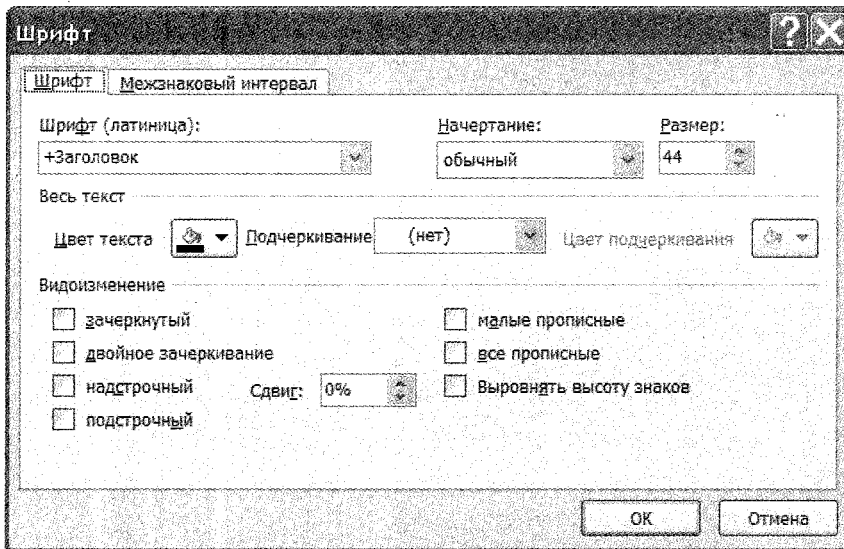 Шрифт
Шрифт Межзнаковый интервал
Шрифт (латиница): Начертание: Размер:
+Заголовок обычный 44
Весь текст
Цвет текста Подчеркивание (нет) Цвет подчеркивания
Видоизменение
зачеркнутый малые прописные
двойное зачеркивание все прописные
надстрочный Сдвиг: 0% Выровнять высоту знаков
подстрочный
ОК Отмена